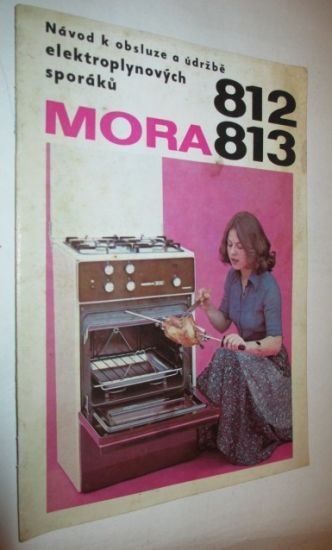 Návod k obsluze a údržbě
elektroplynových
sporáků
812
MORA 813